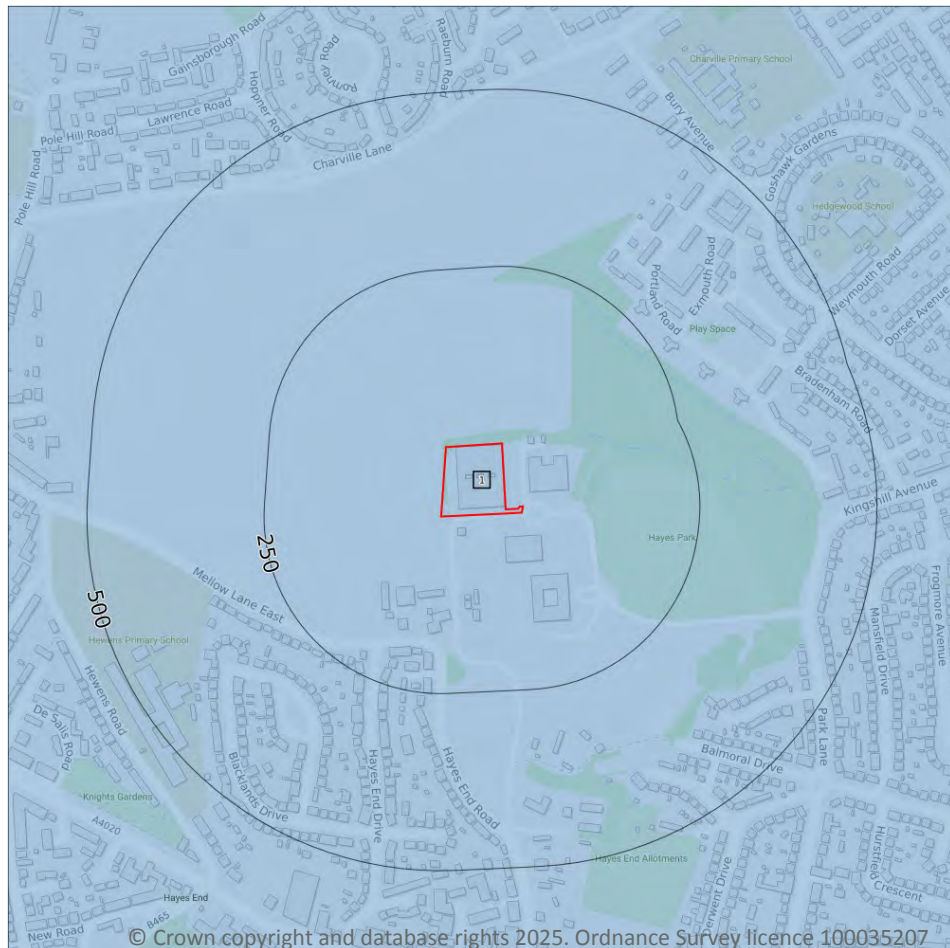 Gainsborough Road
Romney Road
Raeburn Road
Charville Primary School
Hoppner Road
Lawrence Road
Pole Hill Road
Bury Avenue
Charville Lane
Goshawk Gardens
Pole Hill Road
Hedgewood School
Portland Road
Exmouth Road
Weymouth Road
Dorset Avenue
Play Space
Bradenham Road
1
Kingshill Avenue
Hayes Park
250
500
Mellow Lane East
Frogmore Avenue
Mansfield Drive
Hewens Primary School
Hewens Road
De Salis Road
Blacklands Drive
Hayes End Drive
Hayes End Road
Park Lane
Balmoral Drive
Knights Gardens
A4020
Hayes End Allotments
Hurstfield Crescent
Derwent Drive
Hayes End
B465
New Road
© Crown copyright and database rights 2025. Ordnance Survey licence 100035207